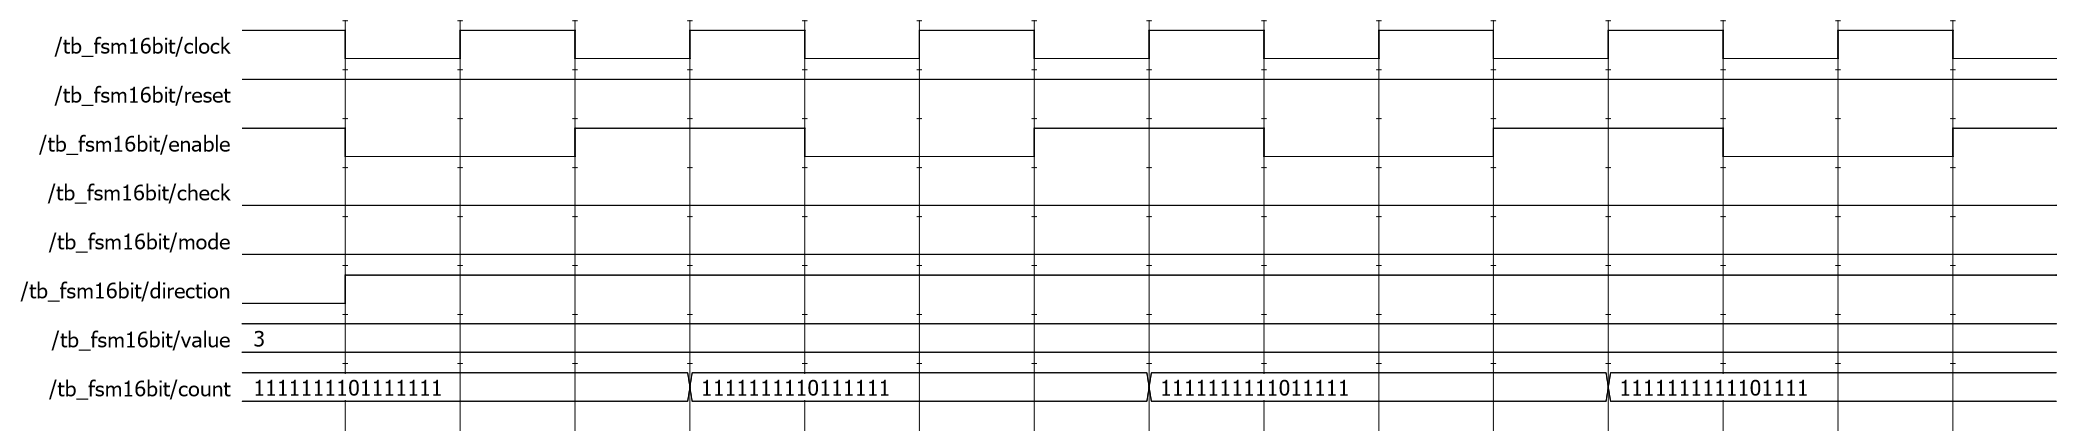 /tb_fsm16bit/clock
/tb_fsm16bit/reset
/tb_fsm16bit/enable
/tb_fsm16bit/check
/tb_fsm16bit/mode
/tb_fsm16bit/direction
/tb_fsm16bit/value 3
/tb_fsm16bit/count 1111111101111111 1111111110111111 1111111111011111 1111111111101111